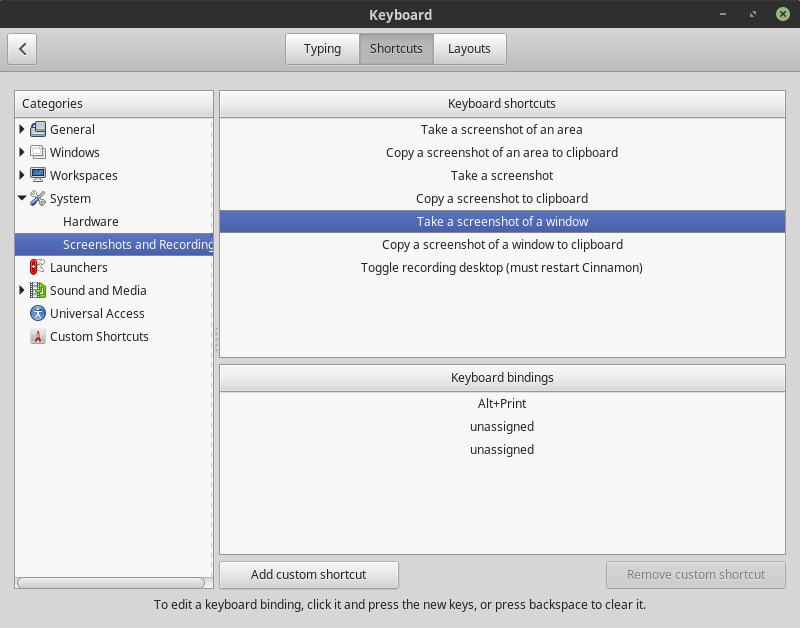 Keyboard
Typing
Shortcuts
Layouts
Categories
General
Windows
Workspaces
System
Hardware
Screenshots and Recording
Launchers
Sound and Media
Universal Access
Custom Shortcuts
Keyboard shortcuts
Take a screenshot of an area
Copy a screenshot of an area to clipboard
Take a screenshot
Copy a screenshot to clipboard
Take a screenshot of a window
Copy a screenshot of a window to clipboard
Toggle recording desktop (must restart Cinnamon)
Keyboard bindings
Alt+Print
unassigned
unassigned
Add custom shortcut
Remove custom shortcut
To edit a keyboard binding, click it and press the new keys, or press backspace to clear it.